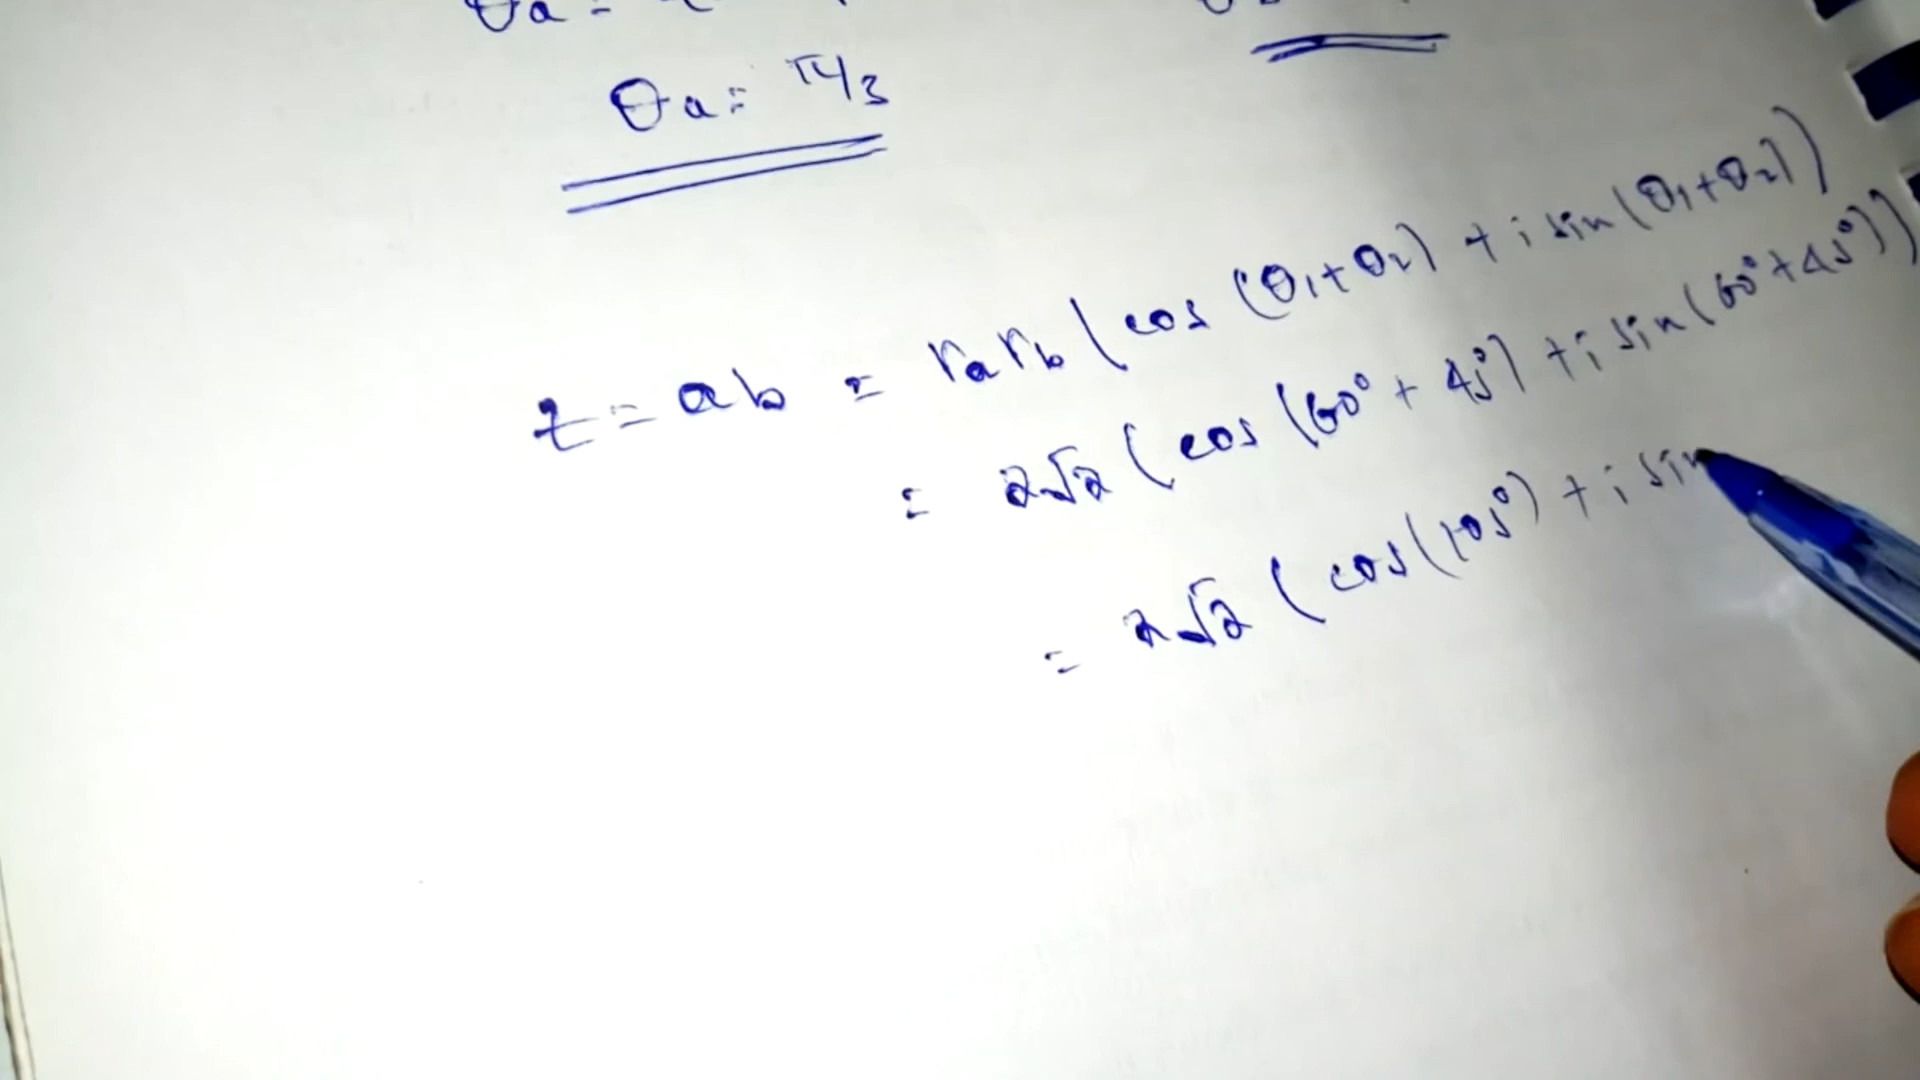 θa =
θa = π/3
z = ab = rarb (cos (θ1+θ2) + i sin (θ1+θ2))
= 2√2 (cos (60° + 45°) + i sin (60° + 45°))
= 2√2 (cos (105°) + i sin